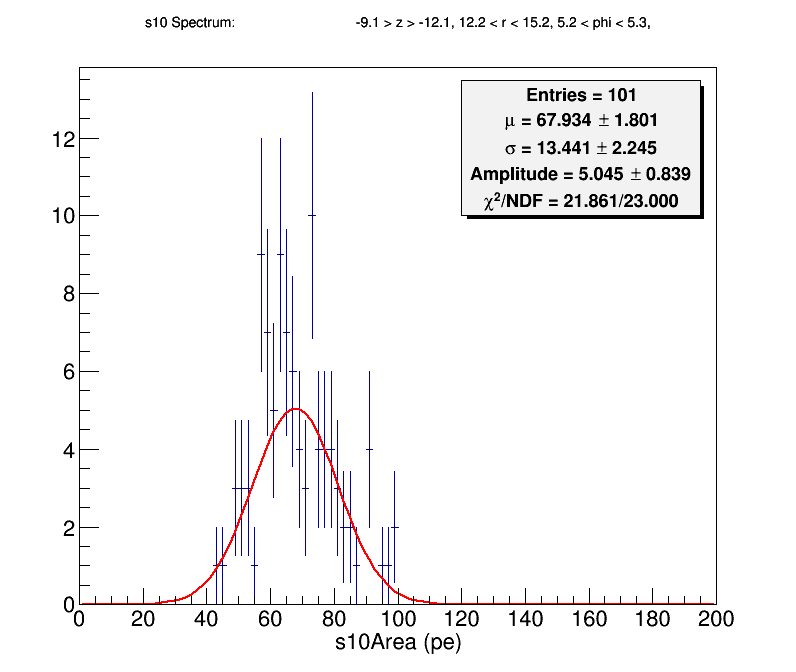 s10 Spectrum: -9.1 > z > -12.1, 12.2 < r < 15.2, 5.2 < phi < 5.3,
Entries = 101
μ = 67.934 ± 1.801
σ = 13.441 ± 2.245
Amplitude = 5.045 ± 0.839
χ²/NDF = 21.861/23.000
12
10
8
6
4
2
0
0 20 40 60 80 100 120 140 160 180 200
s10Area (pe)